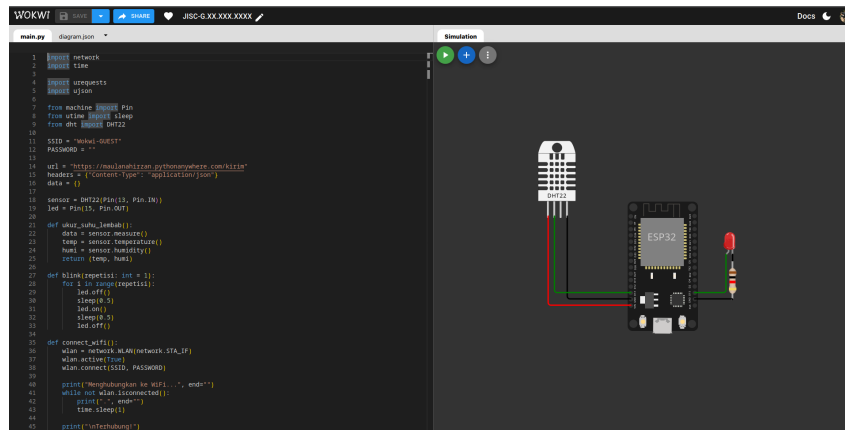 WOKWI SAVE SHARE JISC-G.XX.XXX.XXXX Docs
main.py diagram.json Simulation
1 import network
2 import time
3
4 import urequests
5 import ujson
6
7 from machine import Pin
8 from utime import sleep
9 from dht import DHT22
10
11 SSID = "Wokwi-GUEST"
12 PASSWORD = ""
13
14 url = "https://maulanahirzan.pythonanywhere.com/kirim"
15 headers = {"Content-Type": "application/json"}
16 data = {}
17
18 sensor = DHT22(Pin(13, Pin.IN))
19 led = Pin(15, Pin.OUT)
20
21 def ukur_suhu_lembab():
22 data = sensor.measure()
23 temp = sensor.temperature()
24 humi = sensor.humidity()
25 return (temp, humi)
26
27 def blink(repetisi: int = 1):
28 for i in range(repetisi):
29 led.off()
30 sleep(0.5)
31 led.on()
32 sleep(0.5)
33 led.off()
34
35 def connect_wifi():
36 wlan = network.WLAN(network.STA_IF)
37 wlan.active(True)
38 wlan.connect(SSID, PASSWORD)
39
40 print("Menghubungkan ke WiFi...", end="")
41 while not wlan.isconnected():
42 print(".", end="")
43 time.sleep(1)
44
45 print("\nTerhubung!")
DHT22
ESP32